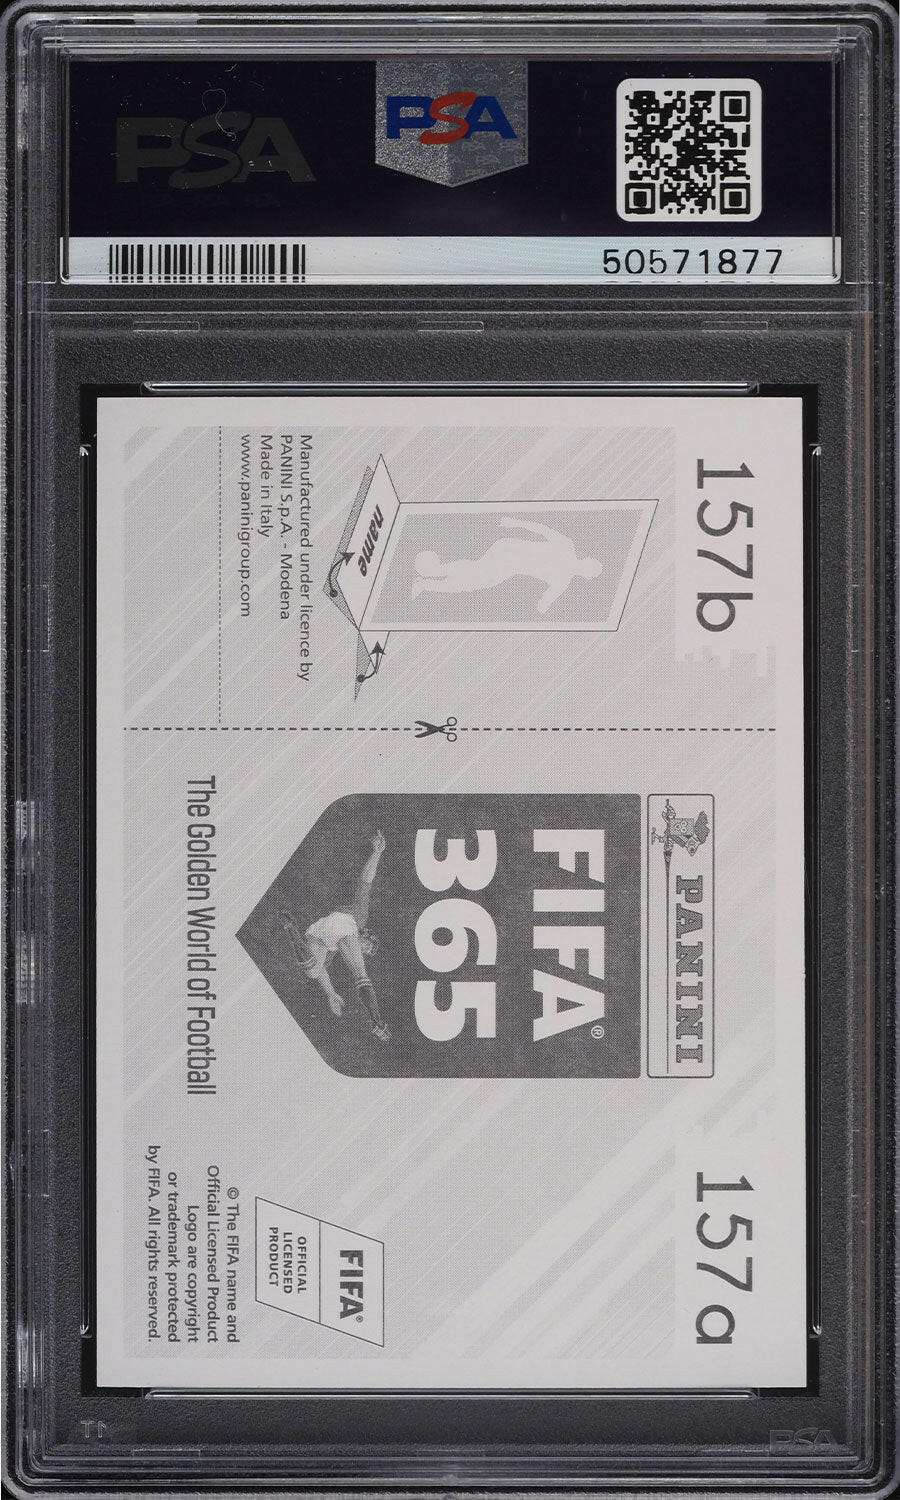 PSA
PSA
50571877
157b
name
Manufactured under licence by
PANINI S.p.A. - Modena
Made in Italy
www.paninigroup.com
PANINI
FIFA®
365
The Golden World of Football
157a
FIFA®
OFFICIAL
LICENSED
PRODUCT
© The FIFA name and
Official Licensed Product
Logo are copyright
or trademark protected
by FIFA. All rights reserved.
PSA